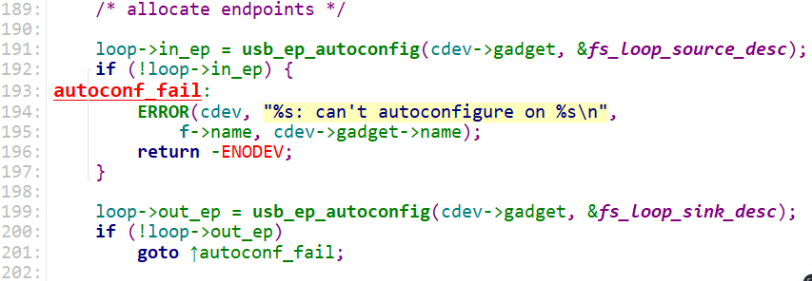 189:     /* allocate endpoints */
190:
191:     loop->in_ep = usb_ep_autoconfig(cdev->gadget, &fs_loop_source_desc);
192:     if (!loop->in_ep) {
193: autoconf_fail:
194:         ERROR(cdev, "%s: can't autoconfigure on %s\n",
195:             f->name, cdev->gadget->name);
196:         return -ENODEV;
197:     }
198:
199:     loop->out_ep = usb_ep_autoconfig(cdev->gadget, &fs_loop_sink_desc);
200:     if (!loop->out_ep)
201:         goto ↑autoconf_fail;
202: